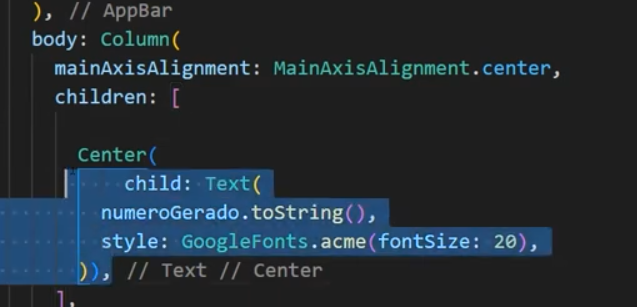 ), // AppBar
body: Column(
mainAxisAlignment: MainAxisAlignment.center,
children: [
Center(
child: Text(
numeroGerado.toString(),
style: GoogleFonts.acme(fontSize: 20),
)), // Text // Center
],